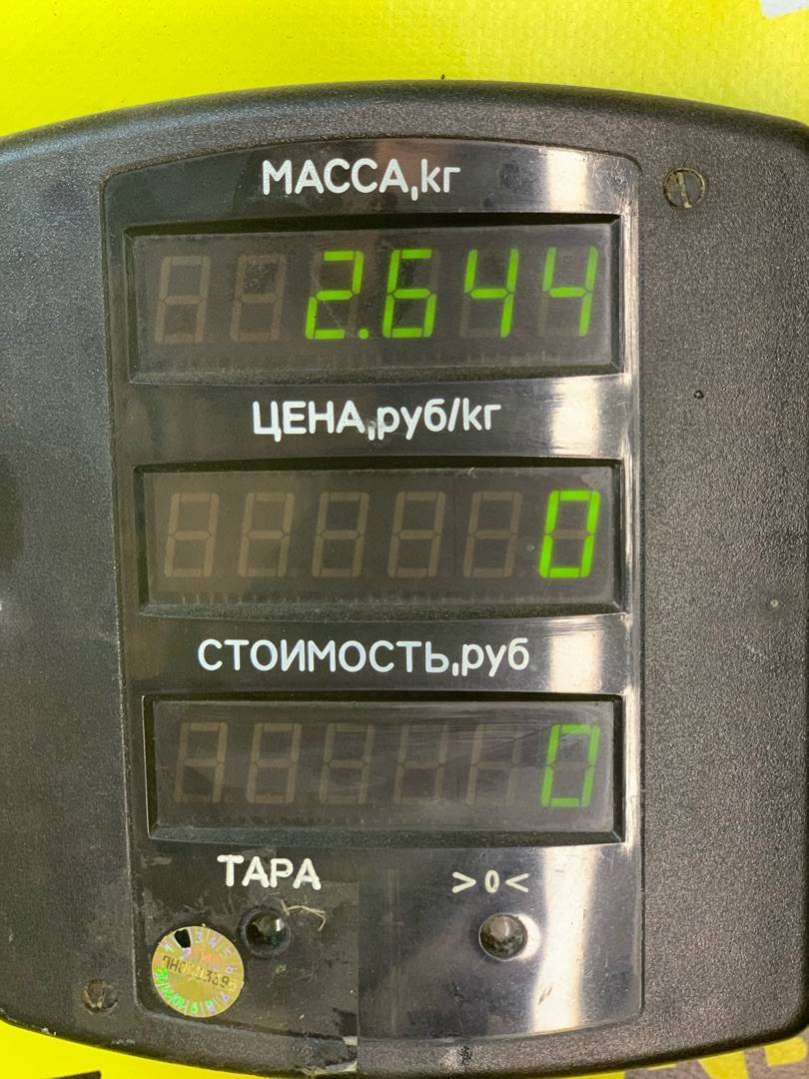 МАССА,кг
2.644
ЦЕНА,руб/кг
0
СТОИМОСТЬ,руб
0
ТАРА >0<